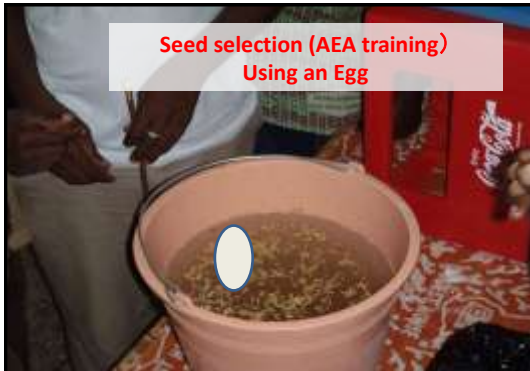 Seed selection (AEA training）
Using an Egg
Coca-Cola